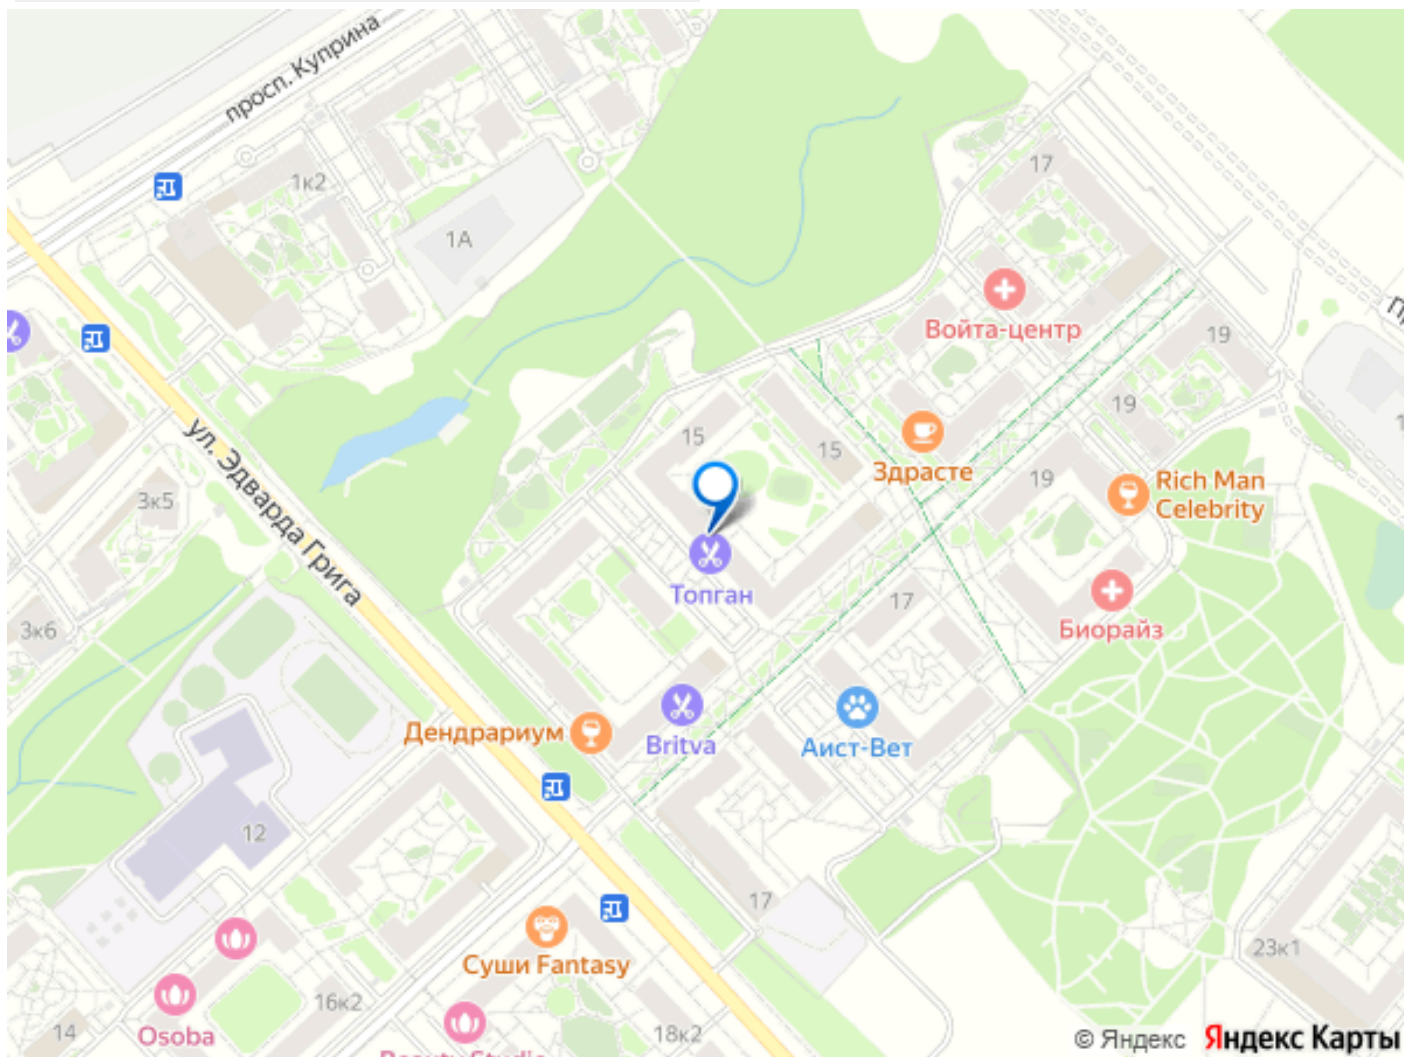 просп. Куприна
17
1к2
1А
Войта-центр
19
15
15
19
Здрасте
19
Rich Man
Celebrity
ул. Эдварда Грига
3к5
Топган
17
Биорайз
3к6
Дендрариум
Britva
Аист-Вет
12
17
Суши Fantasy
23к1
16к2
14
Osoba
18к2
© Яндекс Яндекс Карты